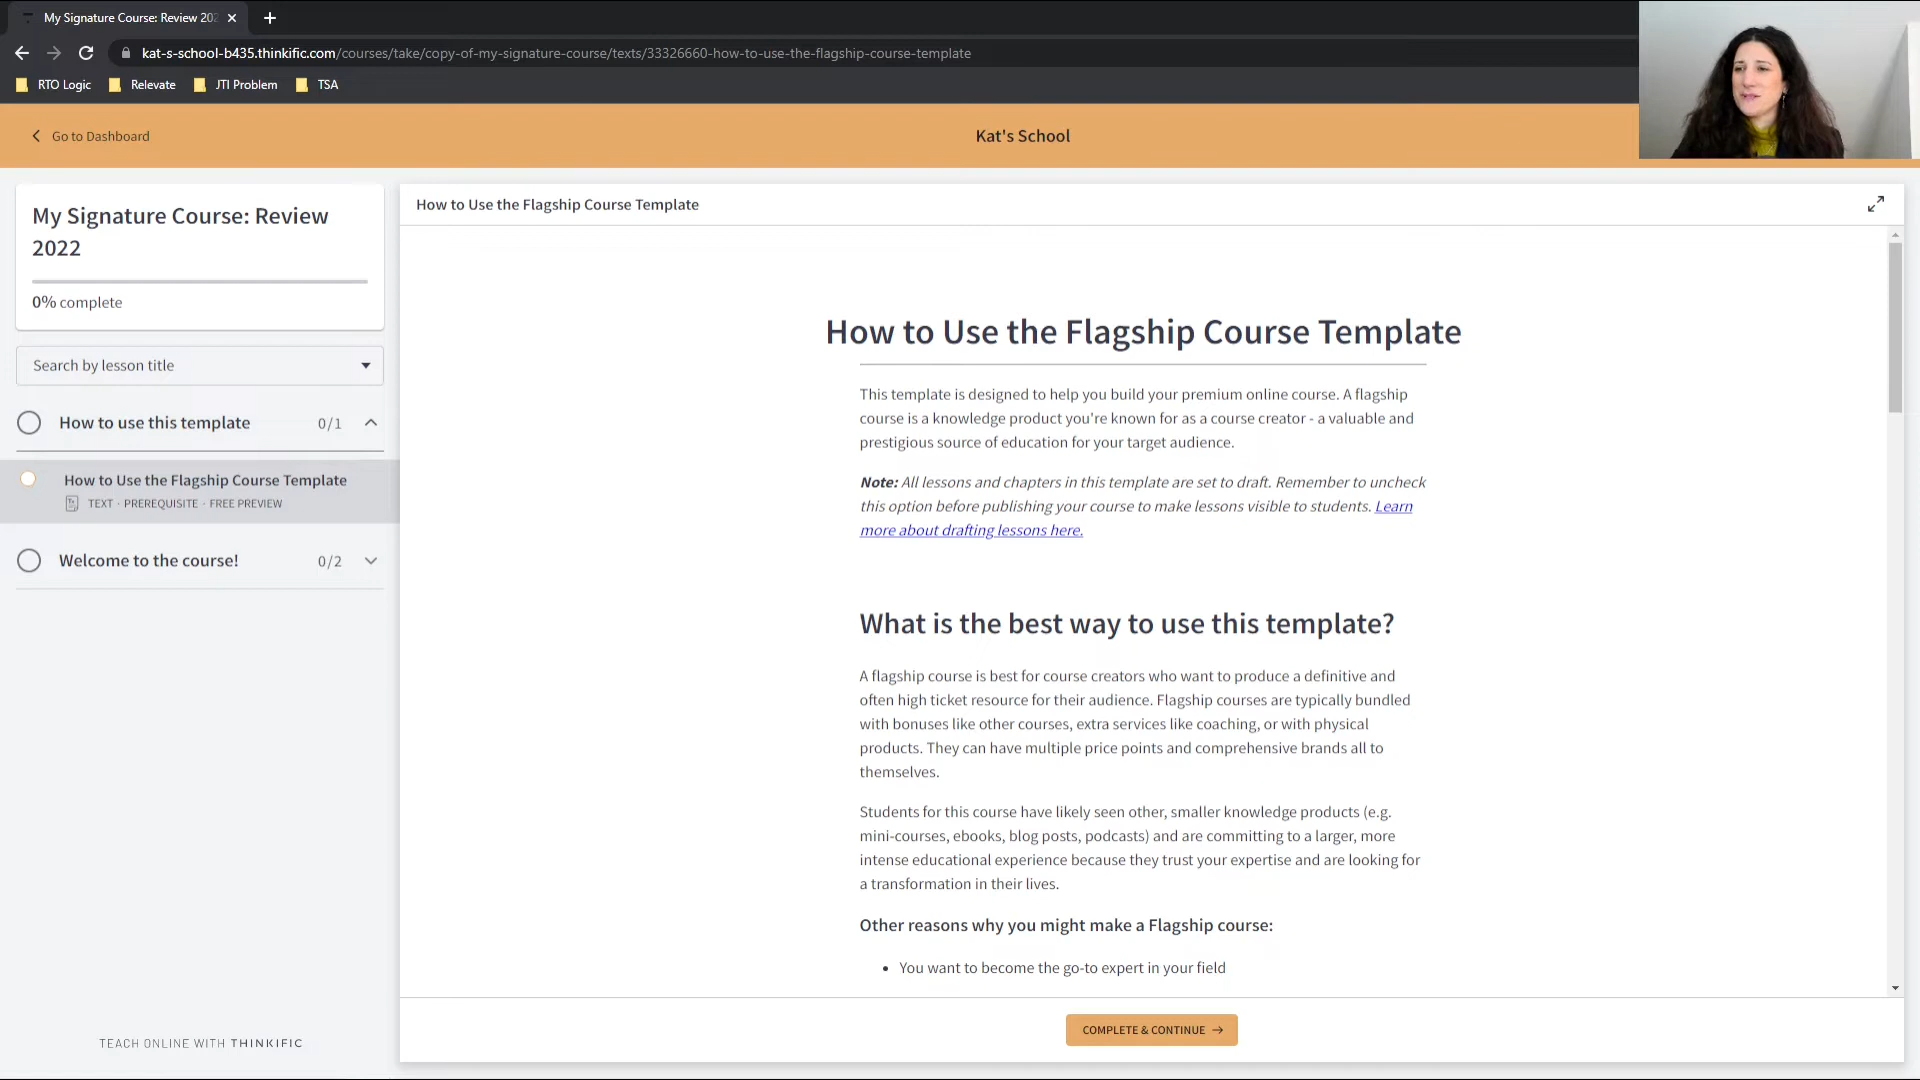 My Signature Course: Review 202
kat-s-school-b435.thinkific.com/courses/take/copy-of-my-signature-course/texts/33326660-how-to-use-the-flagship-course-template
RTO Logic
Relevate
JTI Problem
TSA
Go to Dashboard
Kat's School
My Signature Course: Review
2022
0% complete
Search by lesson title
How to use this template 0/1
How to Use the Flagship Course Template
TEXT · PREREQUISITE · FREE PREVIEW
Welcome to the course! 0/2
TEACH ONLINE WITH THINKIFIC
How to Use the Flagship Course Template
How to Use the Flagship Course Template
This template is designed to help you build your premium online course. A flagship
course is a knowledge product you're known for as a course creator - a valuable and
prestigious source of education for your target audience.
Note: All lessons and chapters in this template are set to draft. Remember to uncheck
this option before publishing your course to make lessons visible to students. Learn
more about drafting lessons here.
What is the best way to use this template?
A flagship course is best for course creators who want to produce a definitive and
often high ticket resource for their audience. Flagship courses are typically bundled
with bonuses like other courses, extra services like coaching, or with physical
products. They can have multiple price points and comprehensive brands all to
themselves.
Students for this course have likely seen other, smaller knowledge products (e.g.
mini-courses, ebooks, blog posts, podcasts) and are committing to a larger, more
intense educational experience because they trust your expertise and are looking for
a transformation in their lives.
Other reasons why you might make a Flagship course:
• You want to become the go-to expert in your field
COMPLETE & CONTINUE →